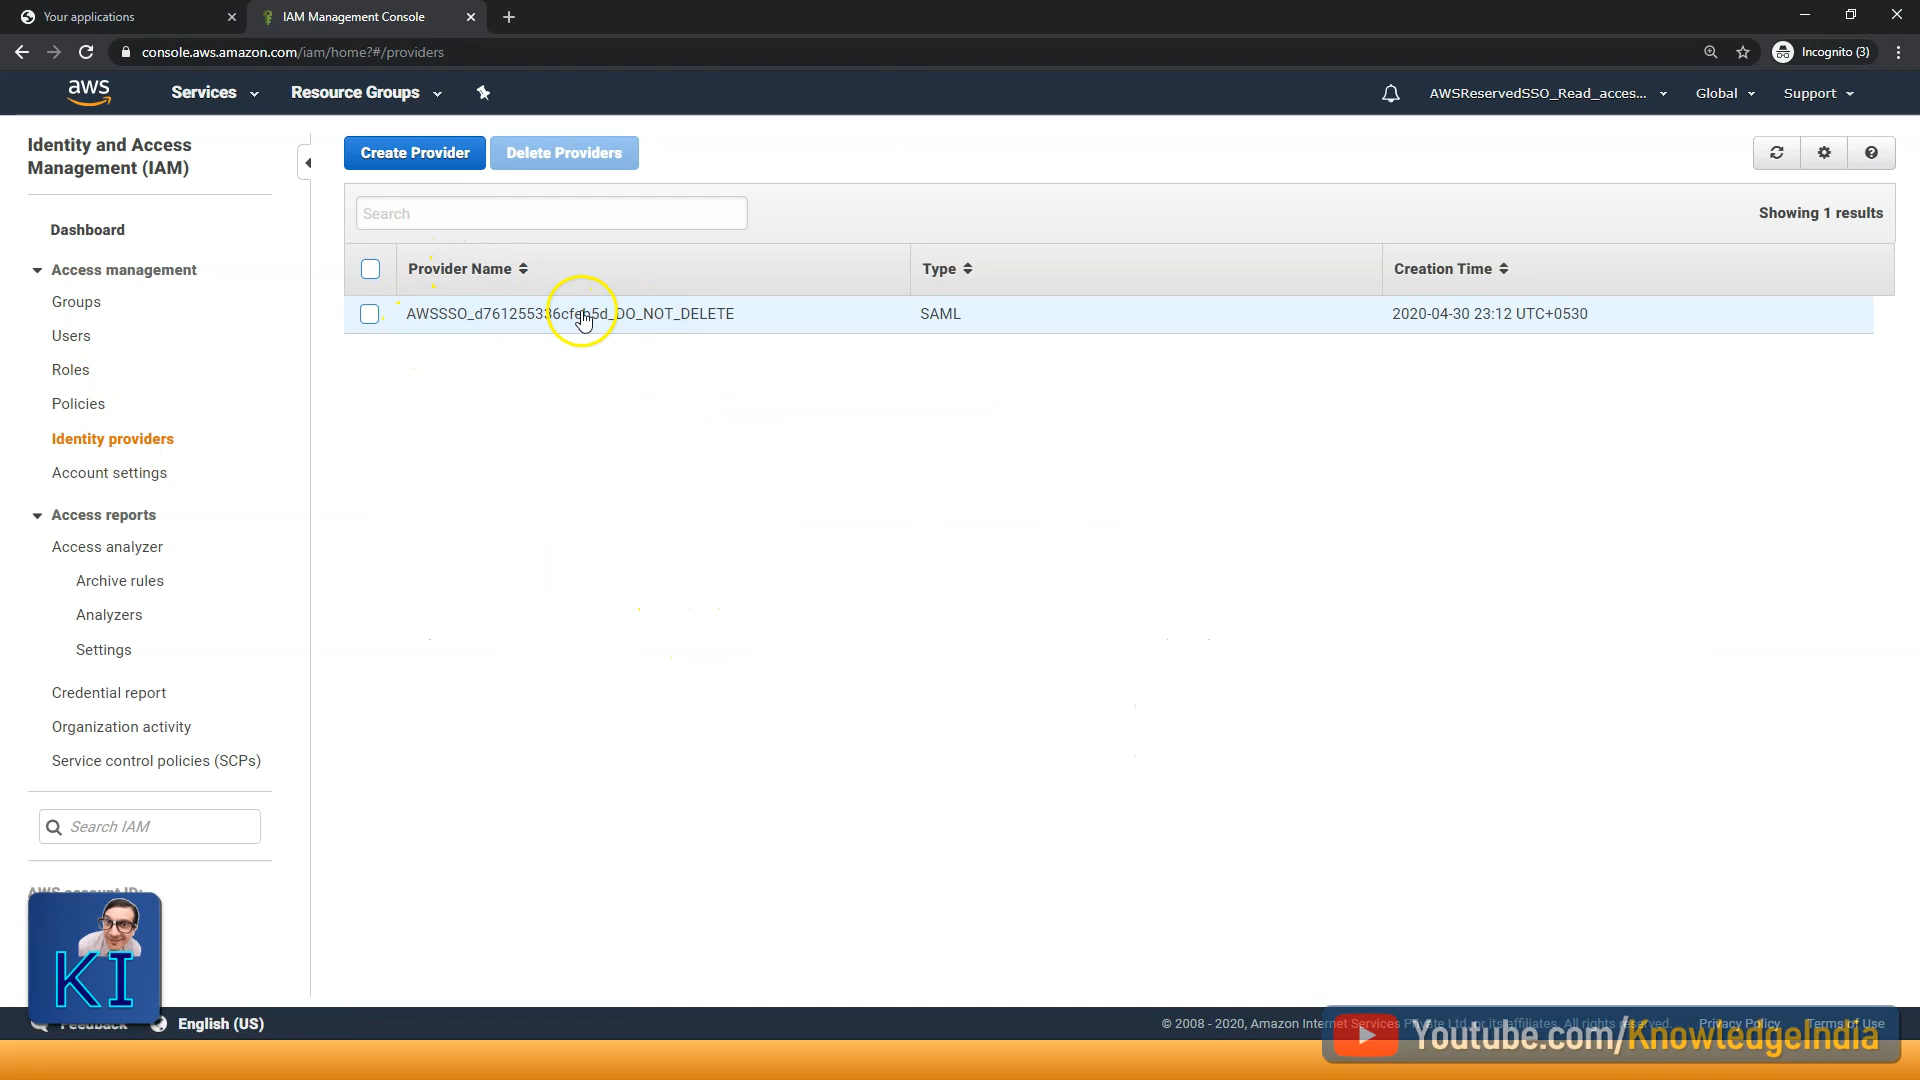 Your applications
IAM Management Console
console.aws.amazon.com/iam/home?#/providers
Incognito (3)
aws
Services
Resource Groups
AWSReservedSSO_Read_acces...
Global
Support
Identity and Access
Management (IAM)
Dashboard
Access management
Groups
Users
Roles
Policies
Identity providers
Account settings
Access reports
Access analyzer
Archive rules
Analyzers
Settings
Credential report
Organization activity
Service control policies (SCPs)
Search IAM
AWS account ID:
KI
Create Provider
Delete Providers
Search
Showing 1 results
Provider Name
Type
Creation Time
AWSSSO_d761255336cfeb5d_DO_NOT_DELETE
SAML
2020-04-30 23:12 UTC+0530
Feedback
English (US)
© 2008 - 2020, Amazon Internet Services Private Ltd. or its affiliates. All rights reserved.
Privacy Policy
Terms of Use
Youtube.com/KnowledgeIndia